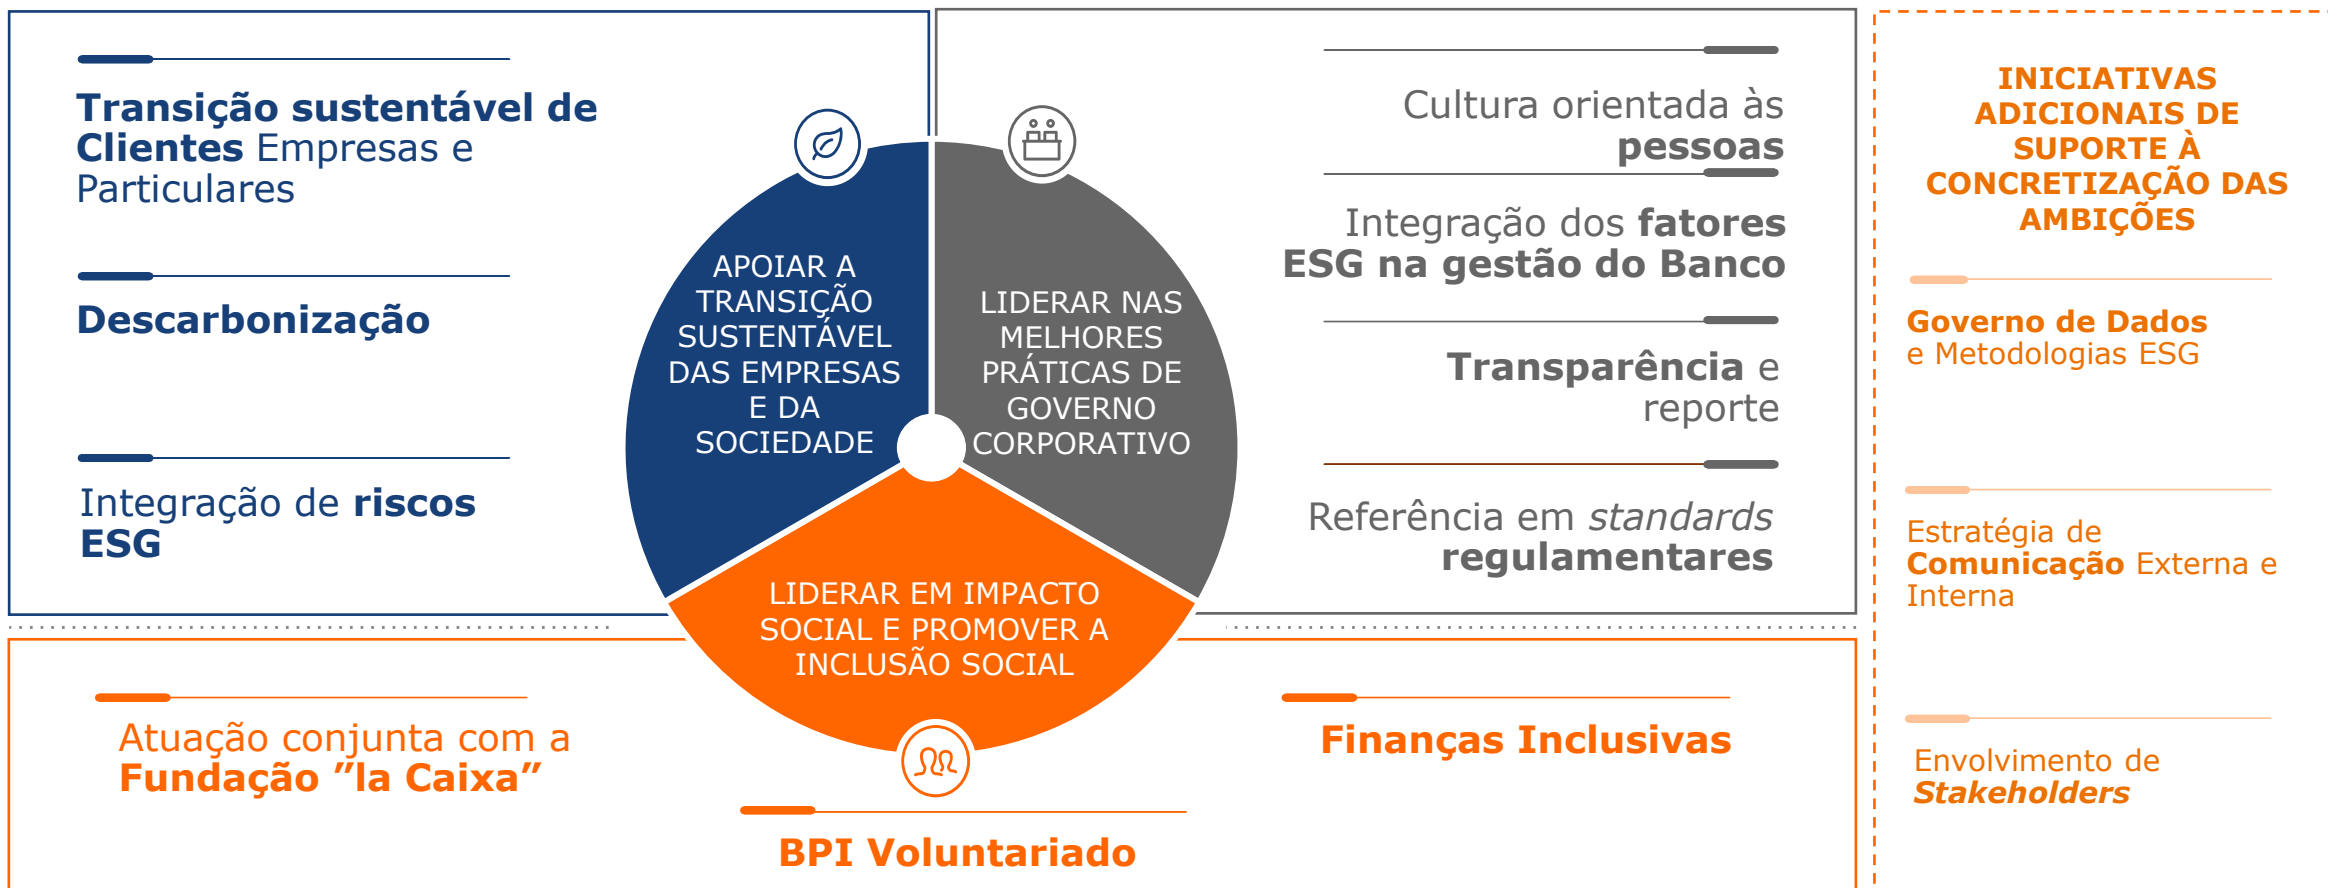 Transição sustentável de
Clientes Empresas e
Particulares
Descarbonização
Integração de riscos
ESG
APOIAR A
TRANSIÇÃO
SUSTENTÁVEL
DAS EMPRESAS
E DA
SOCIEDADE
LIDERAR NAS
MELHORES
PRÁTICAS DE
GOVERNO
CORPORATIVO
Cultura orientada às
pessoas
Integração dos fatores
ESG na gestão do Banco
Transparência e
reporte
Referência em standards
regulamentares
LIDERAR EM IMPACTO
SOCIAL E PROMOVER A
INCLUSÃO SOCIAL
Atuação conjunta com a
Fundação ”la Caixa”
BPI Voluntariado
Finanças Inclusivas
INICIATIVAS
ADICIONAIS DE
SUPORTE À
CONCRETIZAÇÃO DAS
AMBIÇÕES
Governo de Dados
e Metodologias ESG
Estratégia de
Comunicação Externa e
Interna
Envolvimento de
Stakeholders